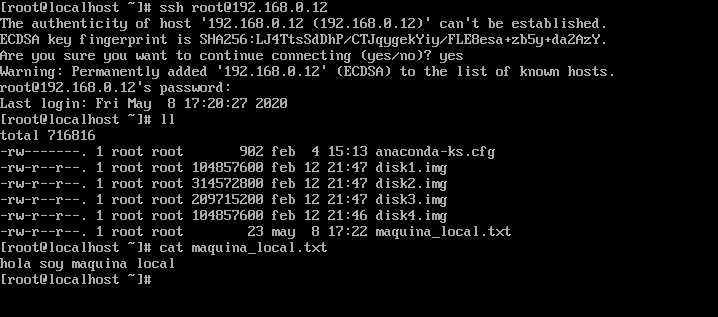 [root@localhost ~]# ssh root@192.168.0.12
The authenticity of host '192.168.0.12 (192.168.0.12)' can't be established.
ECDSA key fingerprint is SHA256:LJ4TtsSdDhP/CTJqygekYiy/FLE8esa+zb5y+da2AzY.
Are you sure you want to continue connecting (yes/no)? yes
Warning: Permanently added '192.168.0.12' (ECDSA) to the list of known hosts.
root@192.168.0.12's password:
Last login: Fri May  8 17:20:27 2020
[root@localhost ~]# ll
total 716816
-rw-------. 1 root root       902 feb  4 15:13 anaconda-ks.cfg
-rw-r--r--. 1 root root 104857600 feb 12 21:47 disk1.img
-rw-r--r--. 1 root root 314572800 feb 12 21:47 disk2.img
-rw-r--r--. 1 root root 209715200 feb 12 21:47 disk3.img
-rw-r--r--. 1 root root 104857600 feb 12 21:46 disk4.img
-rw-r--r--. 1 root root        23 may  8 17:22 maquina_local.txt
[root@localhost ~]# cat maquina_local.txt
hola soy maquina local
[root@localhost ~]#